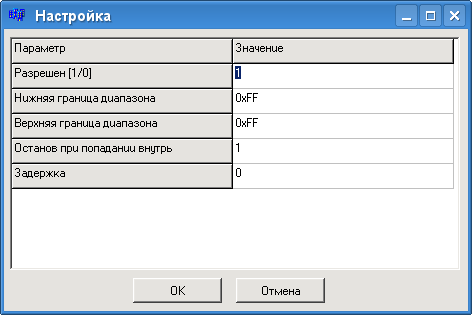 Настройка
Параметр Значение
Разрешен [1/0] 1
Нижняя граница диапазона 0xFF
Верхняя граница диапазона 0xFF
Останов при попадании внутрь 1
Задержка 0
OK Отмена